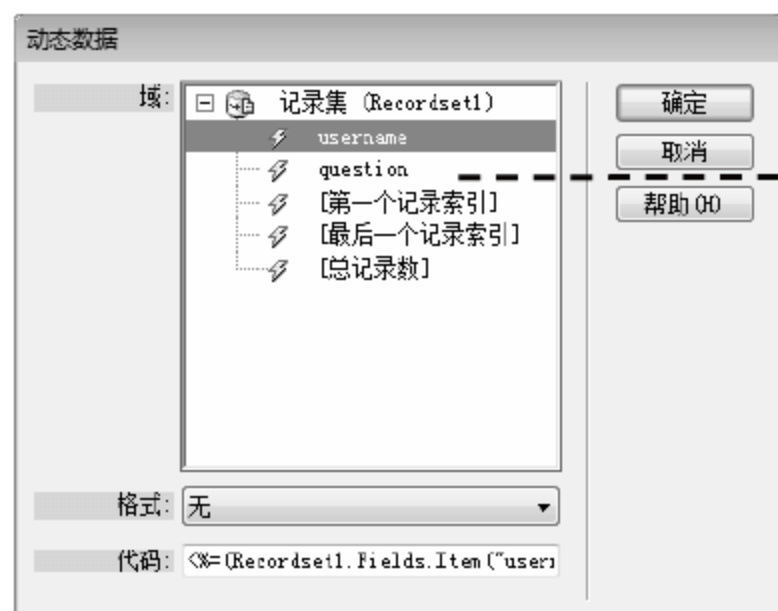 动态数据
域:
记录集 (Recordset1)
username
question
[第一个记录索引]
[最后一个记录索引]
[总记录数]
确定
取消
帮助(H)
格式: 无
代码: <%=(Recordset1.Fields.Item("user